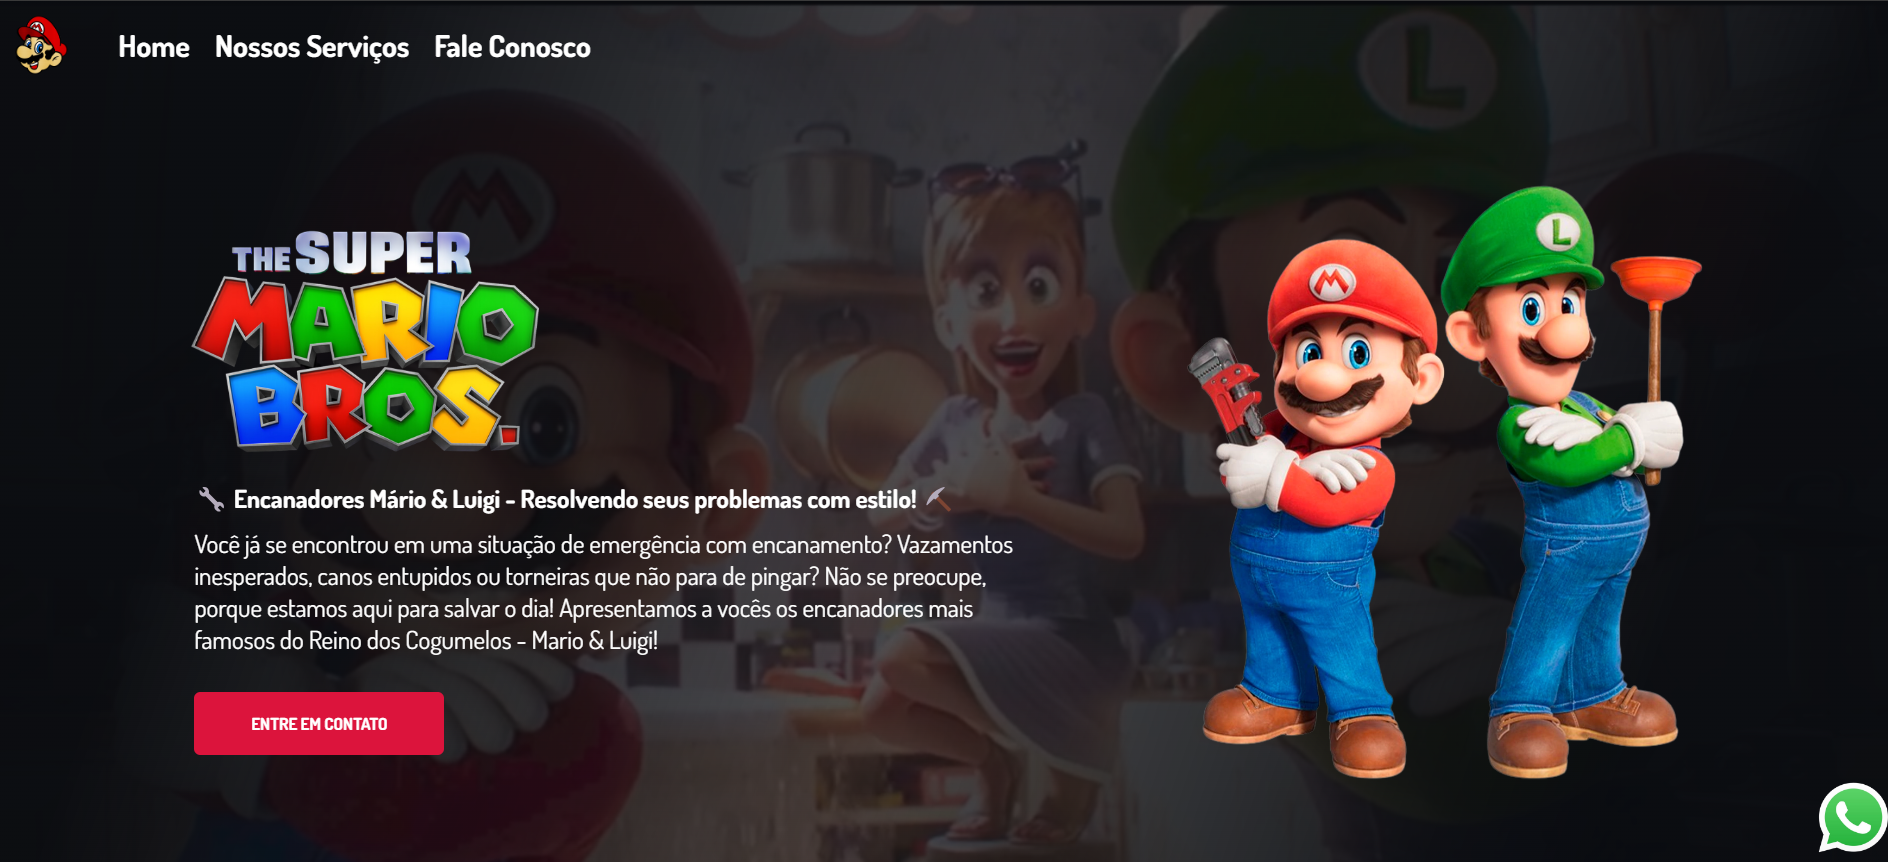 Home Nossos Serviços Fale Conosco
THE SUPER
MARIO
BROS.
🔧 Encanadores Mário & Luigi - Resolvendo seus problemas com estilo! ⛏
Você já se encontrou em uma situação de emergência com encanamento? Vazamentos
inesperados, canos entupidos ou torneiras que não para de pingar? Não se preocupe,
porque estamos aqui para salvar o dia! Apresentamos a vocês os encanadores mais
famosos do Reino dos Cogumelos - Mario & Luigi!
ENTRE EM CONTATO
M
L
M
L